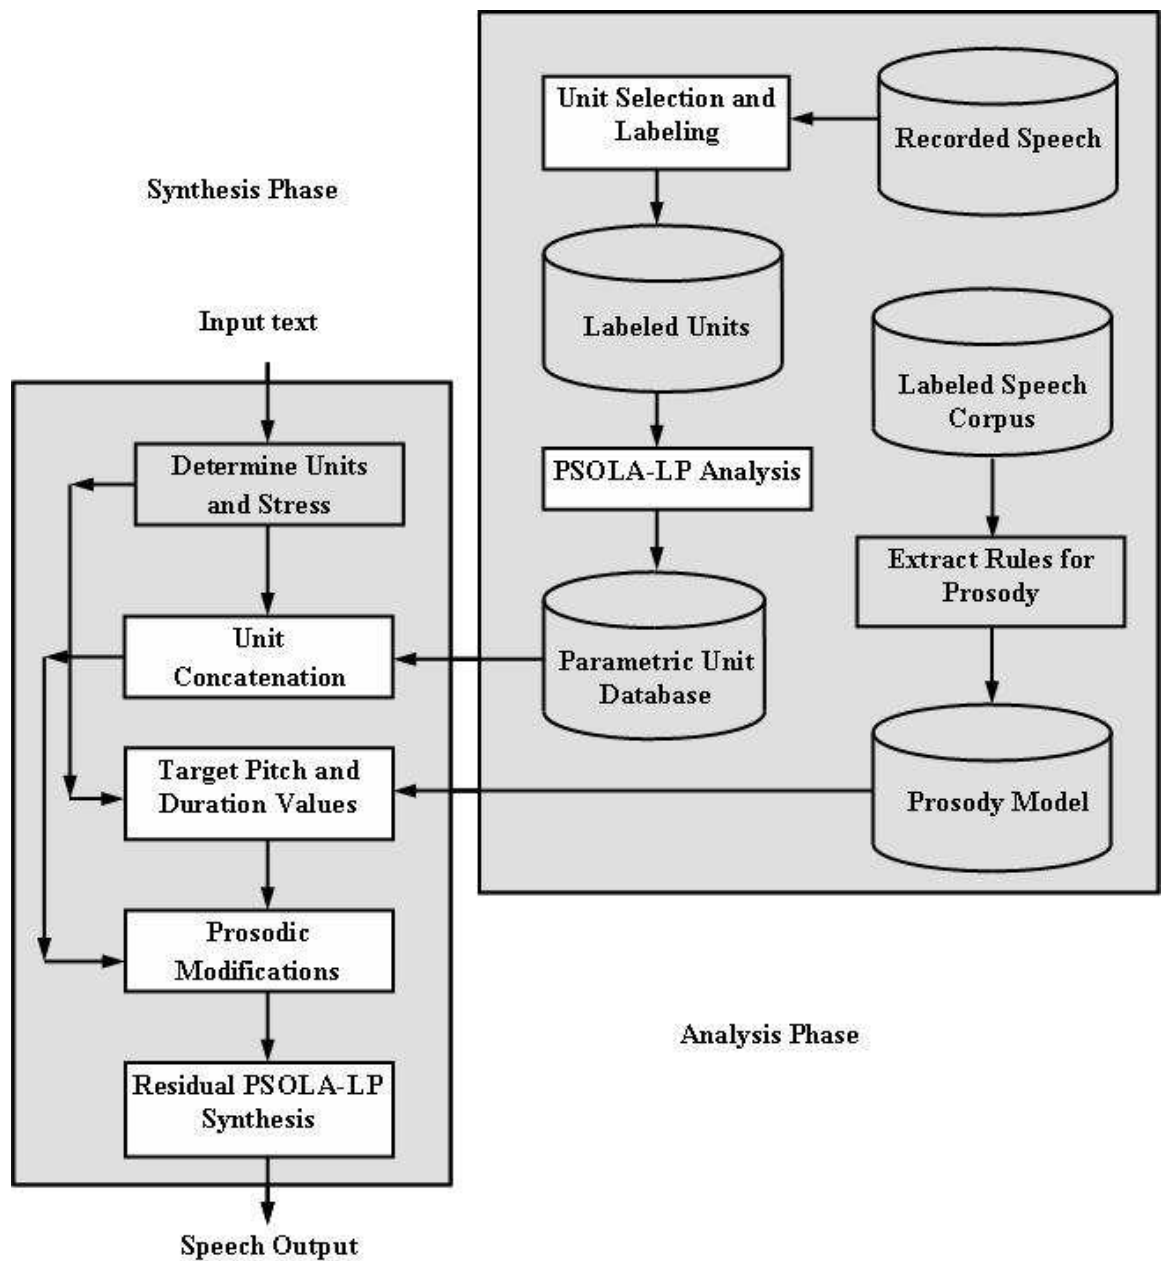 Synthesis Phase
Input text
Determine Units
and Stress
Unit
Concatenation
Target Pitch and
Duration Values
Prosodic
Modifications
Residual PSOLA-LP
Synthesis
Speech Output
Unit Selection and
Labeling
Recorded Speech
Labeled Units
Labeled Speech
Corpus
PSOLA-LP Analysis
Extract Rules for
Prosody
Parametric Unit
Database
Prosody Model
Analysis Phase